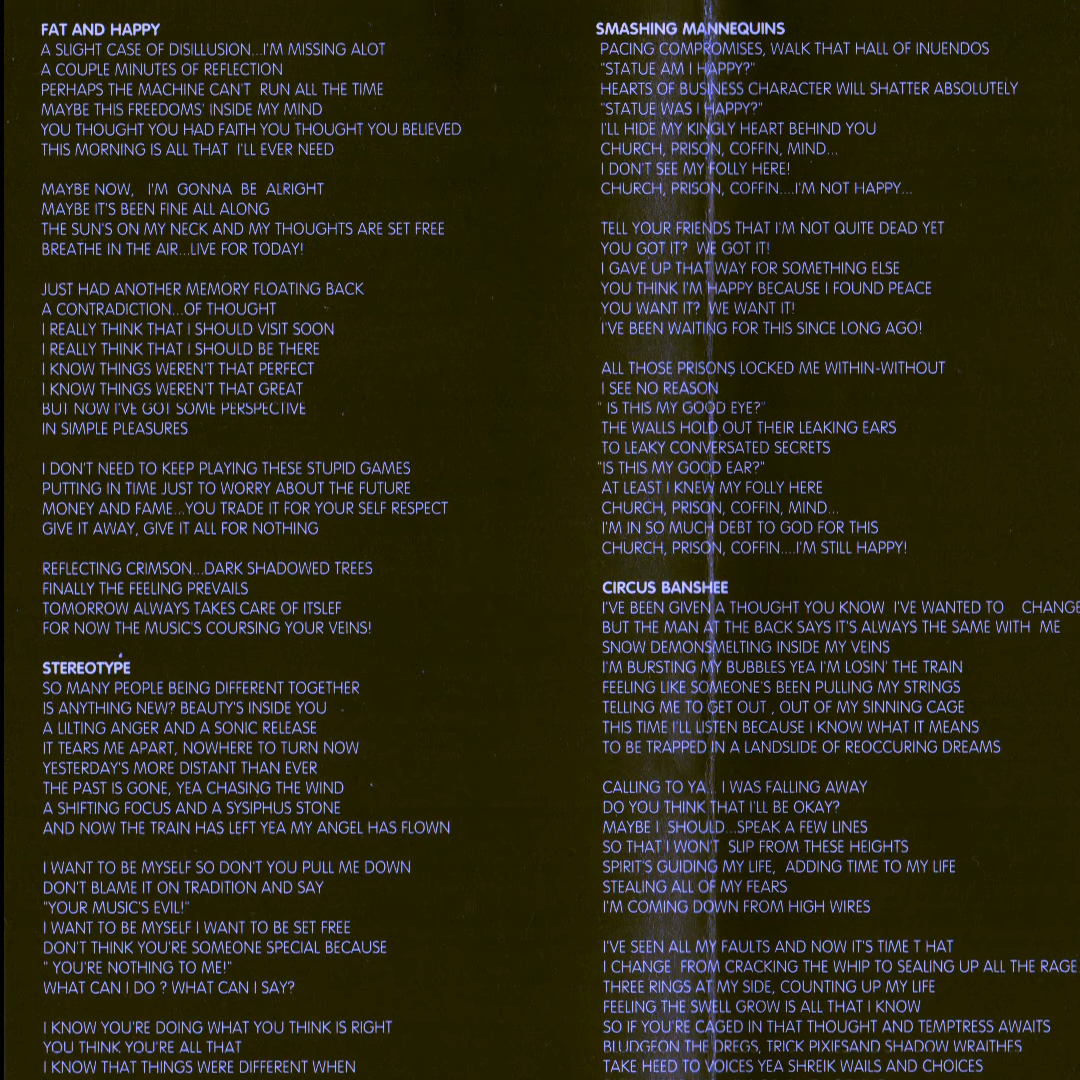 FAT AND HAPPY
A SLIGHT CASE OF DISILLUSION...I'M MISSING ALOT
A COUPLE MINUTES OF REFLECTION
PERHAPS THE MACHINE CAN'T RUN ALL THE TIME
MAYBE THIS FREEDOMS' INSIDE MY MIND
YOU THOUGHT YOU HAD FAITH YOU THOUGHT YOU BELIEVED
THIS MORNING IS ALL THAT I'LL EVER NEED

MAYBE NOW, I'M GONNA BE ALRIGHT
MAYBE IT'S BEEN FINE ALL ALONG
THE SUN'S ON MY NECK AND MY THOUGHTS ARE SET FREE
BREATHE IN THE AIR...LIVE FOR TODAY!

JUST HAD ANOTHER MEMORY FLOATING BACK
A CONTRADICTION...OF THOUGHT
I REALLY THINK THAT I SHOULD VISIT SOON
I REALLY THINK THAT I SHOULD BE THERE
I KNOW THINGS WEREN'T THAT PERFECT
I KNOW THINGS WEREN'T THAT GREAT
BUT NOW I'VE GOT SOME PERSPECTIVE
IN SIMPLE PLEASURES

I DON'T NEED TO KEEP PLAYING THESE STUPID GAMES
PUTTING IN TIME JUST TO WORRY ABOUT THE FUTURE
MONEY AND FAME...YOU TRADE IT FOR YOUR SELF RESPECT
GIVE IT AWAY, GIVE IT ALL FOR NOTHING

REFLECTING CRIMSON...DARK SHADOWED TREES
FINALLY THE FEELING PREVAILS
TOMORROW ALWAYS TAKES CARE OF ITSLEF
FOR NOW THE MUSIC'S COURSING YOUR VEINS!

STEREOTYPE
SO MANY PEOPLE BEING DIFFERENT TOGETHER
IS ANYTHING NEW? BEAUTY'S INSIDE YOU
A LILTING ANGER AND A SONIC RELEASE
IT TEARS ME APART, NOWHERE TO TURN NOW
YESTERDAY'S MORE DISTANT THAN EVER
THE PAST IS GONE, YEA CHASING THE WIND
A SHIFTING FOCUS AND A SYSIPHUS STONE
AND NOW THE TRAIN HAS LEFT YEA MY ANGEL HAS FLOWN

I WANT TO BE MYSELF SO DON'T YOU PULL ME DOWN
DON'T BLAME IT ON TRADITION AND SAY
"YOUR MUSIC'S EVIL!"
I WANT TO BE MYSELF I WANT TO BE SET FREE
DON'T THINK YOU'RE SOMEONE SPECIAL BECAUSE
" YOU'RE NOTHING TO ME!"
WHAT CAN I DO ? WHAT CAN I SAY?

I KNOW YOU'RE DOING WHAT YOU THINK IS RIGHT
YOU THINK YOU'RE ALL THAT
I KNOW THAT THINGS WERE DIFFERENT WHEN

SMASHING MANNEQUINS
PACING COMPROMISES, WALK THAT HALL OF INUENDOS
"STATUE AM I HAPPY?"
HEARTS OF BUSINESS CHARACTER WILL SHATTER ABSOLUTELY
"STATUE WAS I HAPPY?"
I'LL HIDE MY KINGLY HEART BEHIND YOU
CHURCH, PRISON, COFFIN, MIND...
I DON'T SEE MY FOLLY HERE!
CHURCH, PRISON, COFFIN....I'M NOT HAPPY...

TELL YOUR FRIENDS THAT I'M NOT QUITE DEAD YET
YOU GOT IT? WE GOT IT!
I GAVE UP THAT WAY FOR SOMETHING ELSE
YOU THINK I'M HAPPY BECAUSE I FOUND PEACE
YOU WANT IT? WE WANT IT!
I'VE BEEN WAITING FOR THIS SINCE LONG AGO!

ALL THOSE PRISONS LOCKED ME WITHIN-WITHOUT
I SEE NO REASON
" IS THIS MY GOOD EYE?"
THE WALLS HOLD OUT THEIR LEAKING EARS
TO LEAKY CONVERSATED SECRETS
"IS THIS MY GOOD EAR?"
AT LEAST I KNEW MY FOLLY HERE
CHURCH, PRISON, COFFIN, MIND...
I'M IN SO MUCH DEBT TO GOD FOR THIS
CHURCH, PRISON, COFFIN....I'M STILL HAPPY!

CIRCUS BANSHEE
I'VE BEEN GIVEN A THOUGHT YOU KNOW I'VE WANTED TO CHANGE
BUT THE MAN AT THE BACK SAYS IT'S ALWAYS THE SAME WITH ME
SNOW DEMONSMELTING INSIDE MY VEINS
I'M BURSTING MY BUBBLES YEA I'M LOSIN' THE TRAIN
FEELING LIKE SOMEONE'S BEEN PULLING MY STRINGS
TELLING ME TO GET OUT , OUT OF MY SINNING CAGE
THIS TIME I'LL LISTEN BECAUSE I KNOW WHAT IT MEANS
TO BE TRAPPED IN A LANDSLIDE OF REOCCURING DREAMS

CALLING TO YA... I WAS FALLING AWAY
DO YOU THINK THAT I'LL BE OKAY?
MAYBE I SHOULD...SPEAK A FEW LINES
SO THAT I WON'T SLIP FROM THESE HEIGHTS
SPIRIT'S GUIDING MY LIFE, ADDING TIME TO MY LIFE
STEALING ALL OF MY FEARS
I'M COMING DOWN FROM HIGH WIRES

I'VE SEEN ALL MY FAULTS AND NOW IT'S TIME T HAT
I CHANGE FROM CRACKING THE WHIP TO SEALING UP ALL THE RAGE
THREE RINGS AT MY SIDE, COUNTING UP MY LIFE
FEELING THE SWELL GROW IS ALL THAT I KNOW
SO IF YOU'RE CAGED IN THAT THOUGHT AND TEMPTRESS AWAITS
BLUDGEON THE DREGS, TRICK PIXIESAND SHADOW WRAITHES
TAKE HEED TO VOICES YEA SHREIK WAILS AND CHOICES